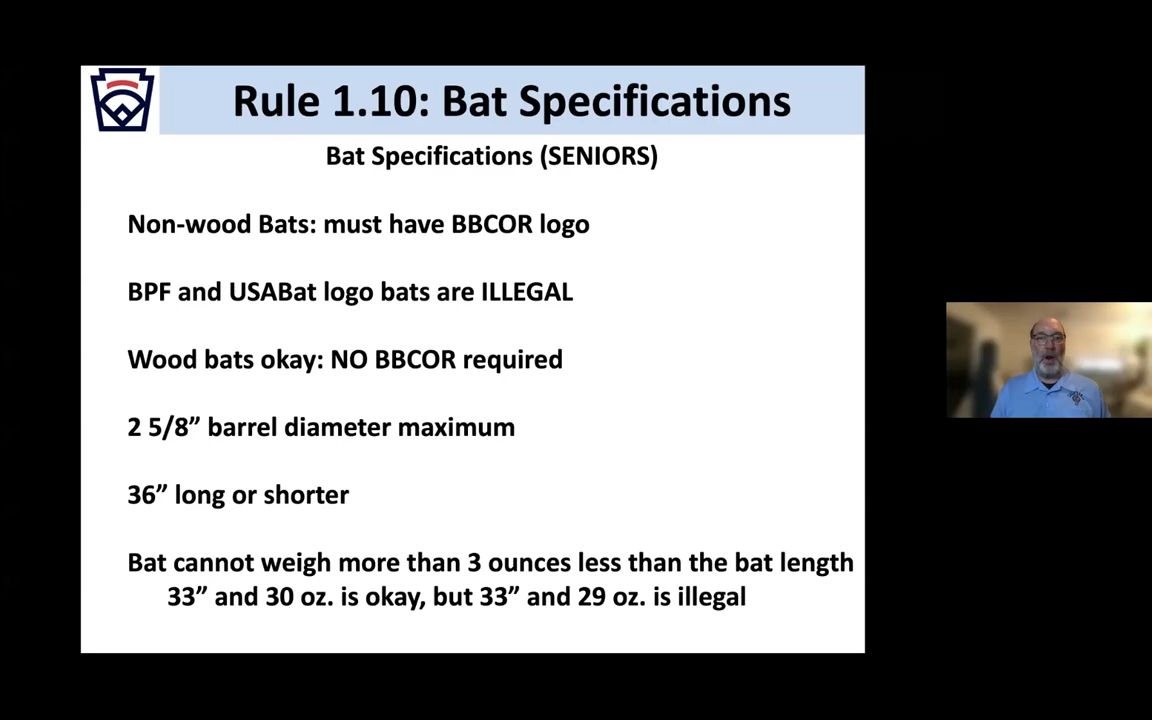 Rule 1.10: Bat Specifications
Bat Specifications (SENIORS)
Non-wood Bats: must have BBCOR logo
BPF and USABat logo bats are ILLEGAL
Wood bats okay: NO BBCOR required
2 5/8” barrel diameter maximum
36” long or shorter
Bat cannot weigh more than 3 ounces less than the bat length
33” and 30 oz. is okay, but 33” and 29 oz. is illegal